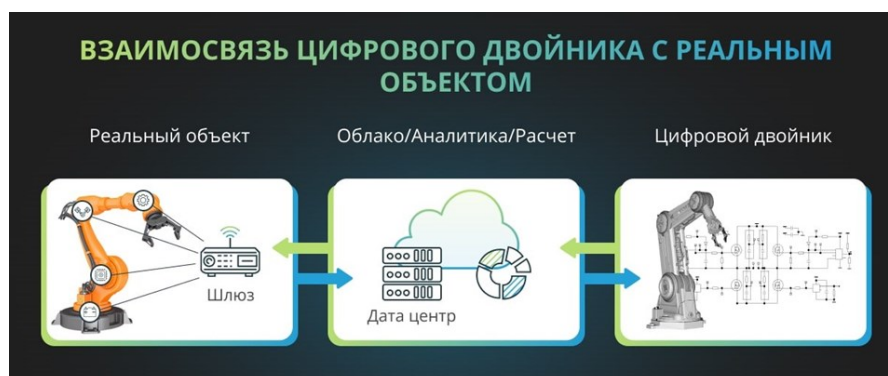 ВЗАИМОСВЯЗЬ ЦИФРОВОГО ДВОЙНИКА С РЕАЛЬНЫМ
ОБЪЕКТОМ
Реальный объект
Облако/Аналитика/Расчет
Цифровой двойник
Шлюз
Дата центр